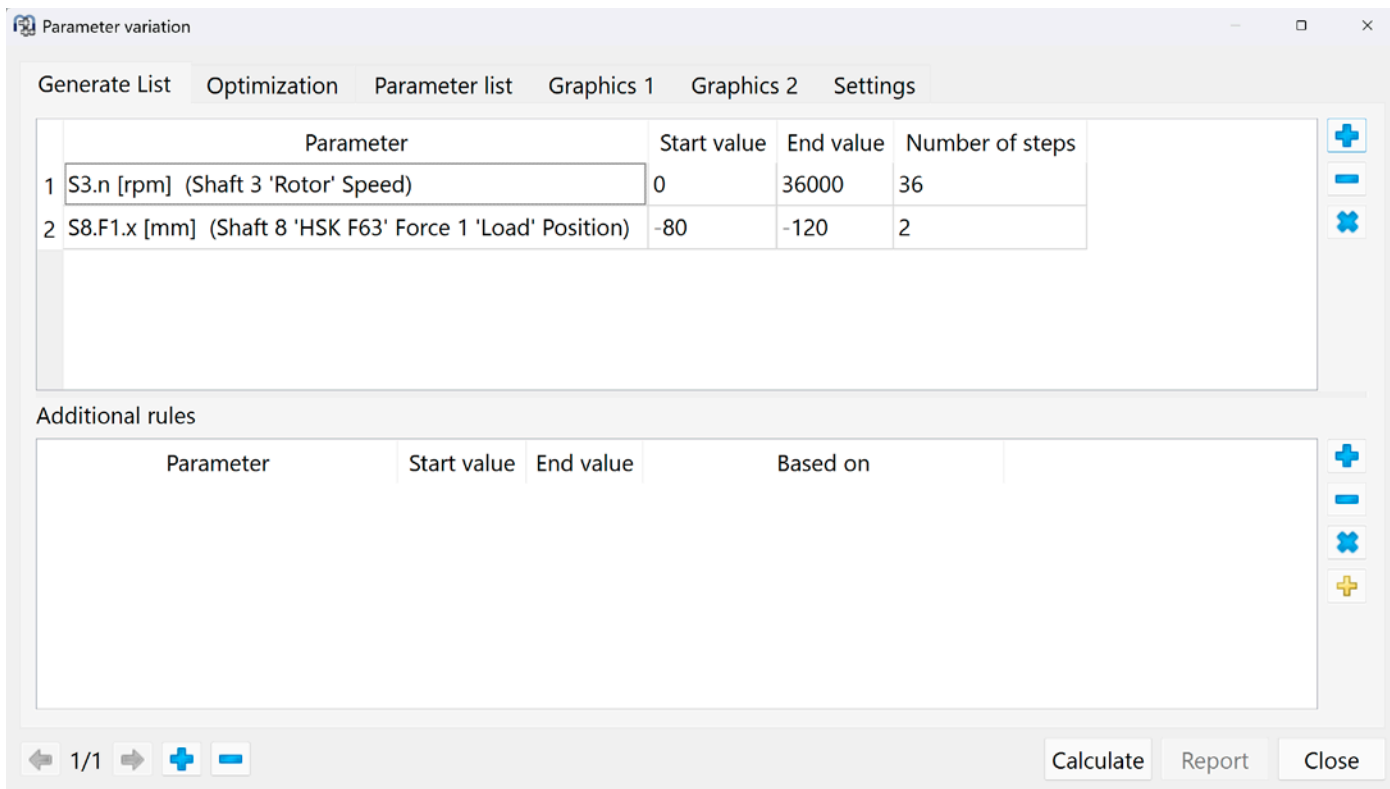 Parameter variation
Generate List Optimization Parameter list Graphics 1 Graphics 2 Settings
Parameter Start value End value Number of steps
1 S3.n [rpm] (Shaft 3 'Rotor' Speed) 0 36000 36
2 S8.F1.x [mm] (Shaft 8 'HSK F63' Force 1 'Load' Position) -80 -120 2
Additional rules
Parameter Start value End value Based on
1/1 Calculate Report Close